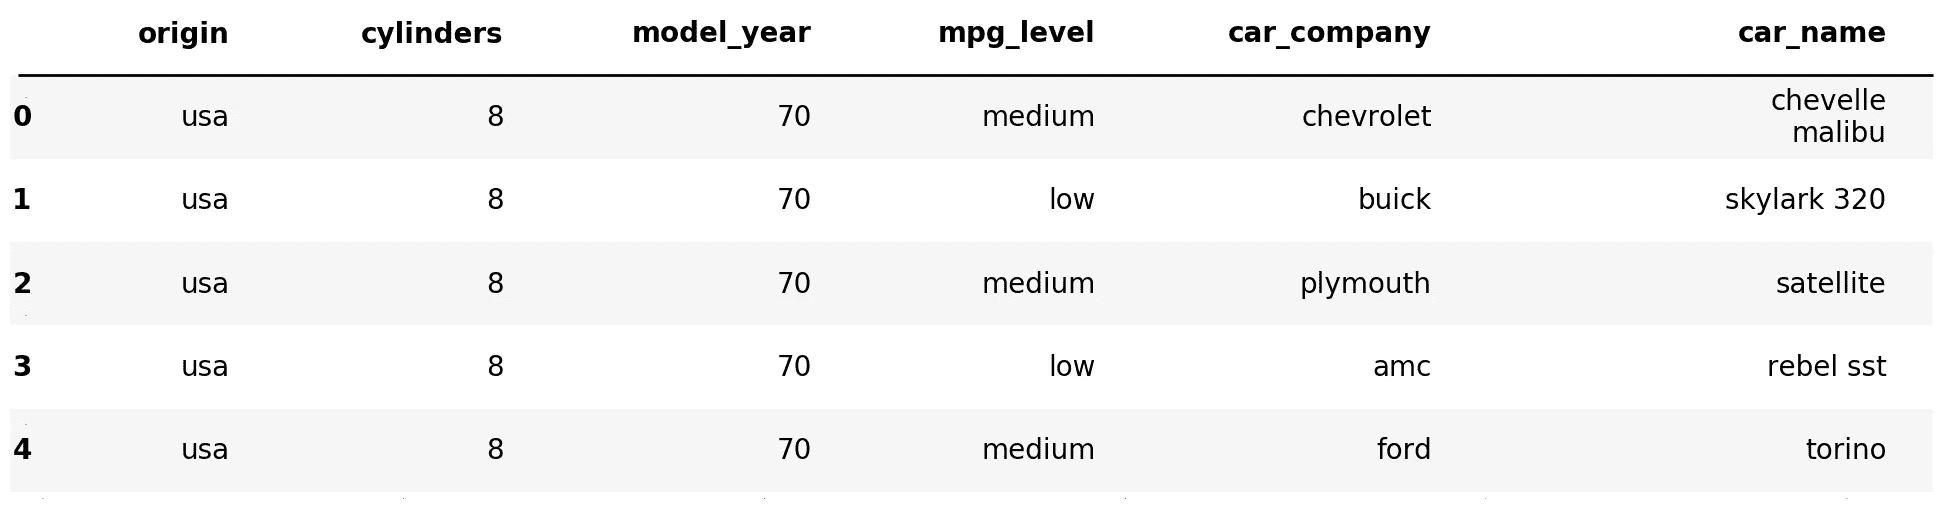 origin cylinders model_year mpg_level car_company car_name
0 usa 8 70 medium chevrolet chevelle
malibu
1 usa 8 70 low buick skylark 320
2 usa 8 70 medium plymouth satellite
3 usa 8 70 low amc rebel sst
4 usa 8 70 medium ford torino